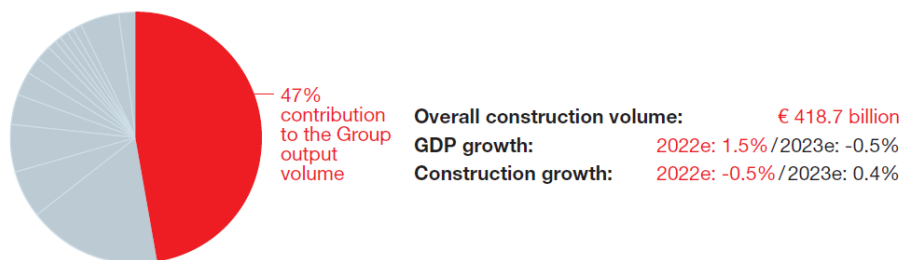 47%
contribution
to the Group
output
volume
Overall construction volume: € 418.7 billion
GDP growth: 2022e: 1.5%/2023e: -0.5%
Construction growth: 2022e: -0.5%/2023e: 0.4%